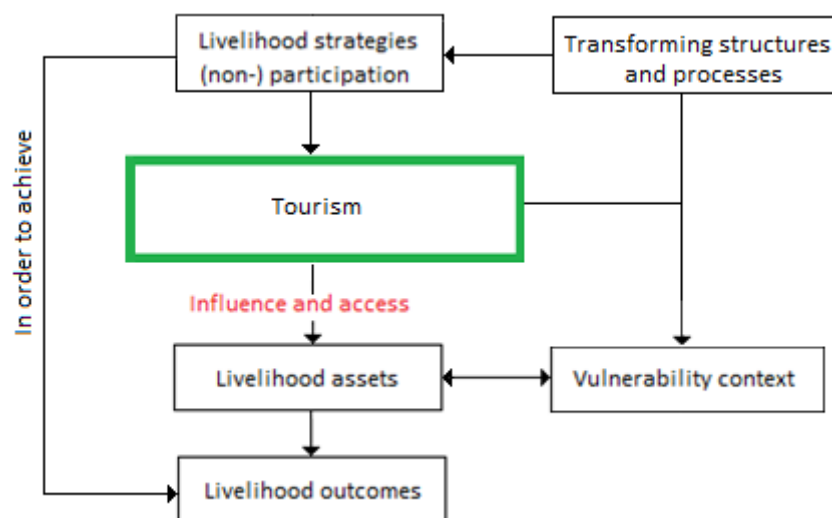 Livelihood strategies
(non-) participation
Transforming structures
and processes
In order to achieve
Tourism
Influence and access
Livelihood assets
Vulnerability context
Livelihood outcomes